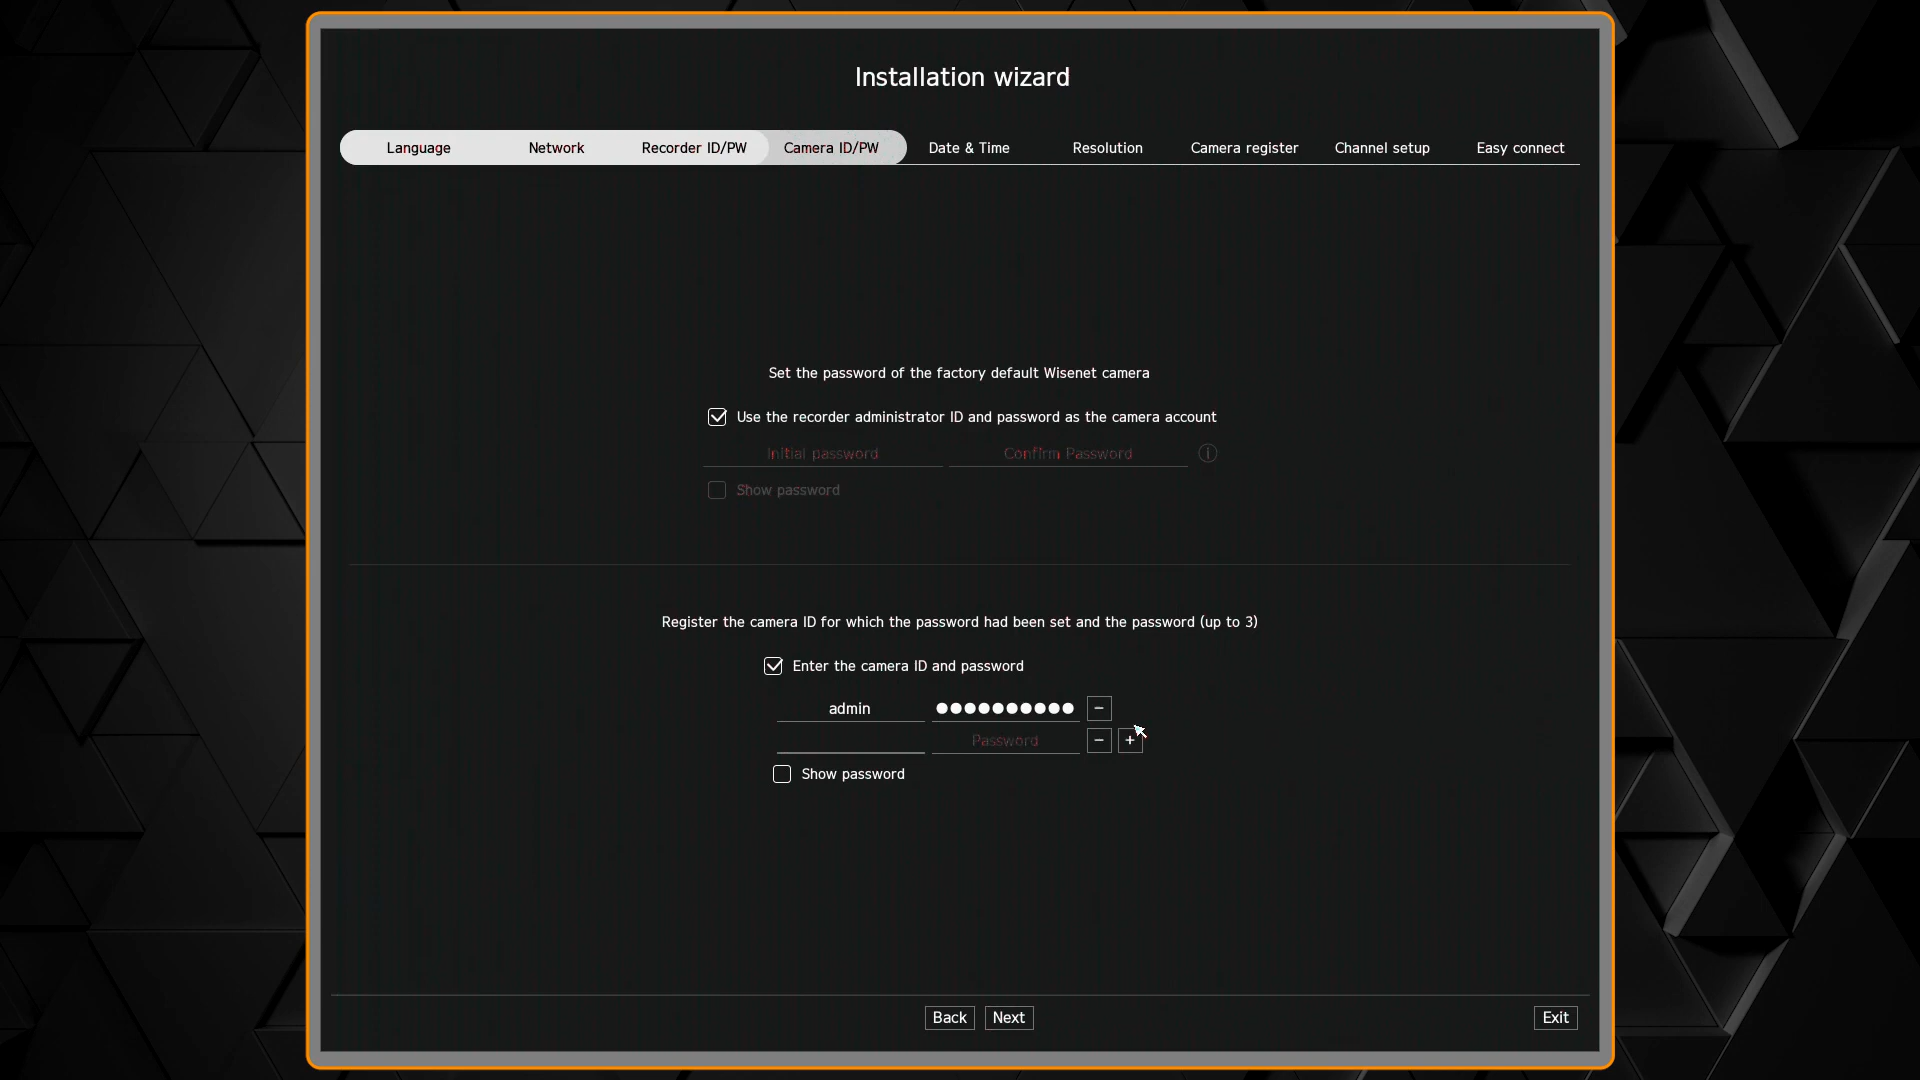 Installation wizard
Language Network Recorder ID/PW Camera ID/PW Date & Time Resolution Camera register Channel setup Easy connect
Set the password of the factory default Wisenet camera
Use the recorder administrator ID and password as the camera account
Initial password Confirm Password
Show password
Register the camera ID for which the password had been set and the password (up to 3)
Enter the camera ID and password
admin ●●●●●●●●●● −
Password − +
Show password
Back Next Exit